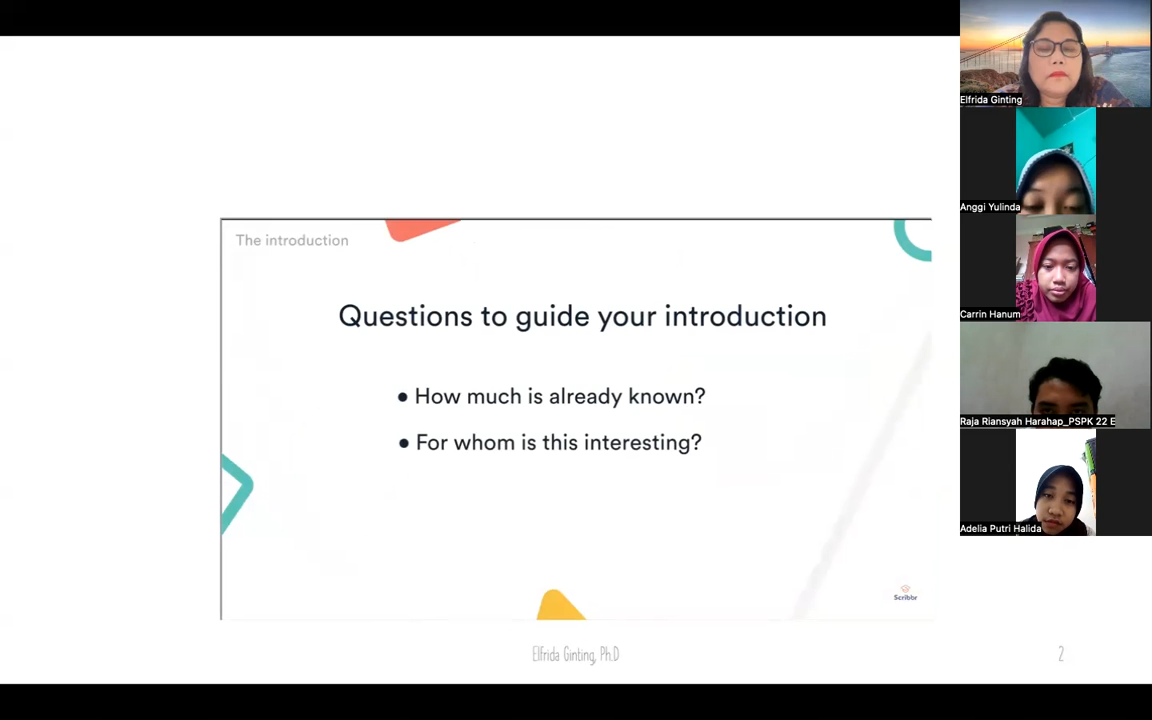 The introduction
Questions to guide your introduction
• How much is already known?
• For whom is this interesting?
Scribbr
Elfrida Ginting, Ph.D
2
Elfrida Ginting
Anggi Yulinda
Carrin Hanum
Raja Riansyah Harahap_PSPK 22 E
Adelia Putri Halida